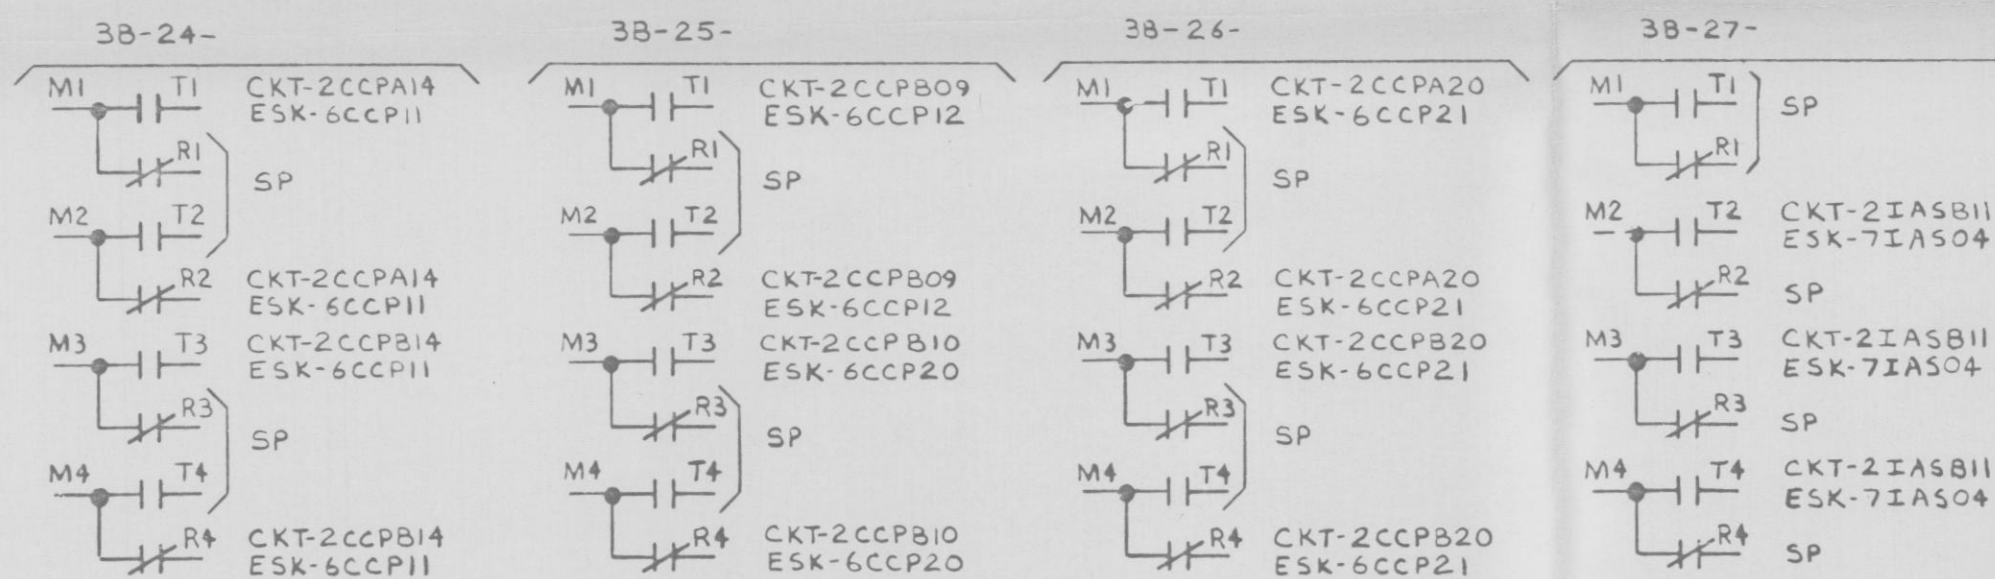 3B-24-
M1 T1 CKT-2CCPA14
ESK-6CCP11
R1
SP
M2 T2
R2 CKT-2CCPA14
ESK-6CCP11
M3 T3 CKT-2CCPB14
ESK-6CCP11
R3
SP
M4 T4
R4 CKT-2CCPB14
ESK-6CCP11
3B-25-
M1 T1 CKT-2CCPB09
ESK-6CCP12
R1
SP
M2 T2
R2 CKT-2CCPB09
ESK-6CCP12
M3 T3 CKT-2CCPB10
ESK-6CCP20
R3
SP
M4 T4
R4 CKT-2CCPB10
ESK-6CCP20
3B-26-
M1 T1 CKT-2CCPA20
ESK-6CCP21
R1
SP
M2 T2
R2 CKT-2CCPA20
ESK-6CCP21
M3 T3 CKT-2CCPB20
ESK-6CCP21
R3
SP
M4 T4
R4 CKT-2CCPB20
ESK-6CCP21
3B-27-
M1 T1
SP
R1
M2 T2 CKT-2IASB11
ESK-7IAS04
R2 SP
M3 T3 CKT-2IASB11
ESK-7IAS04
R3 SP
M4 T4 CKT-2IASB11
ESK-7IAS04
R4 SP